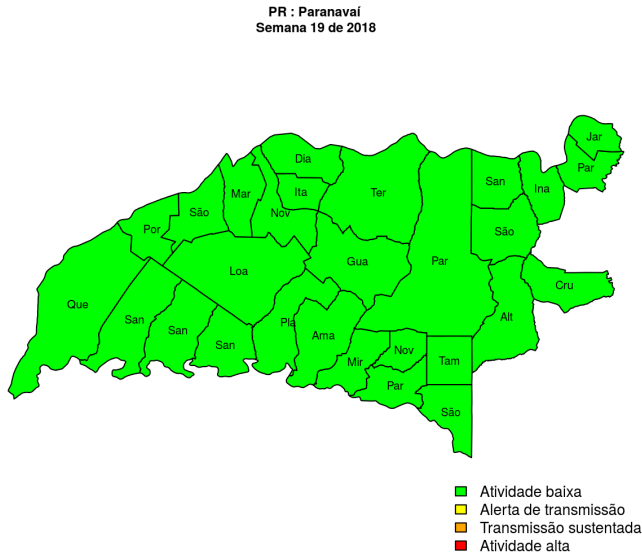 PR : Paranavaí
Semana 19 de 2018
Jar
Dia
Par
Ita
Mar
Ter
San
Ina
São
Nov
Por
São
Loa
Gua
Par
Cru
Que
San
San
San
Pla
Ama
Alt
Mir
Nov
Tam
Par
São
Atividade baixa
Alerta de transmissão
Transmissão sustentada
Atividade alta